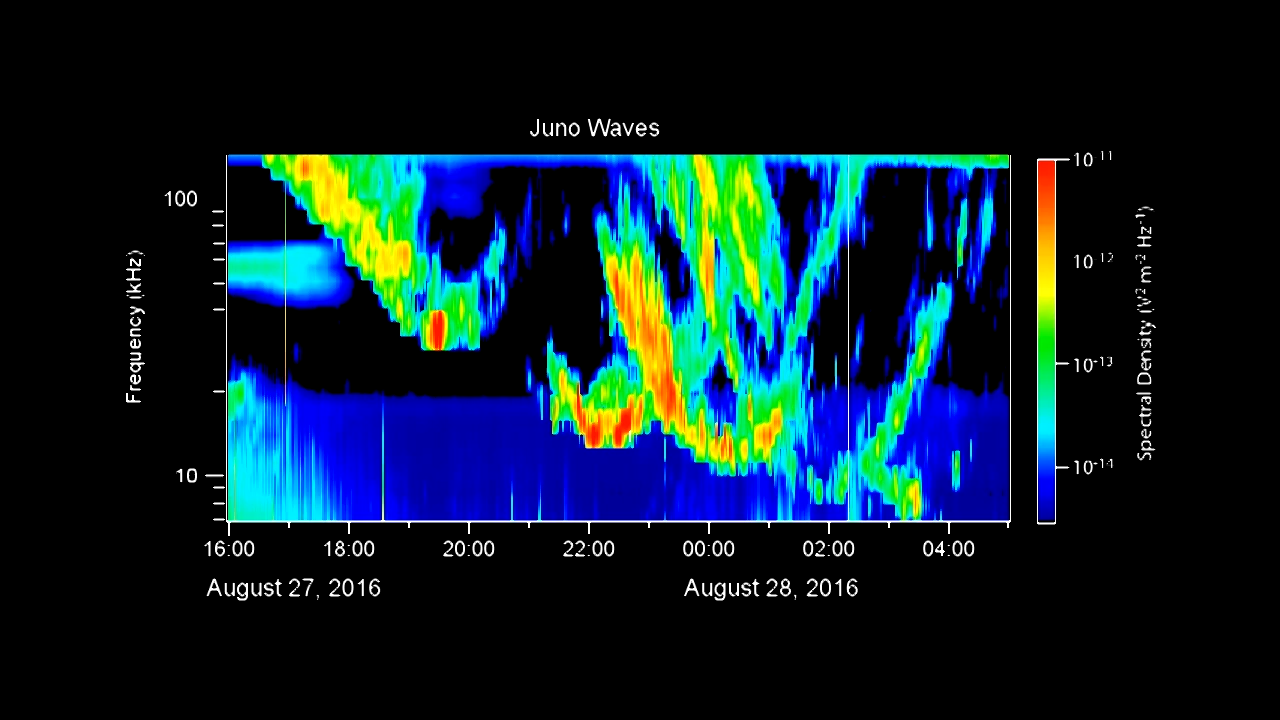 Juno Waves
100
10
Frequency (kHz)
16:00 18:00 20:00 22:00 00:00 02:00 04:00
August 27, 2016 August 28, 2016
10⁻¹¹
10⁻¹²
10⁻¹³
10⁻¹⁴
Spectral Density (V² m⁻² Hz⁻¹)